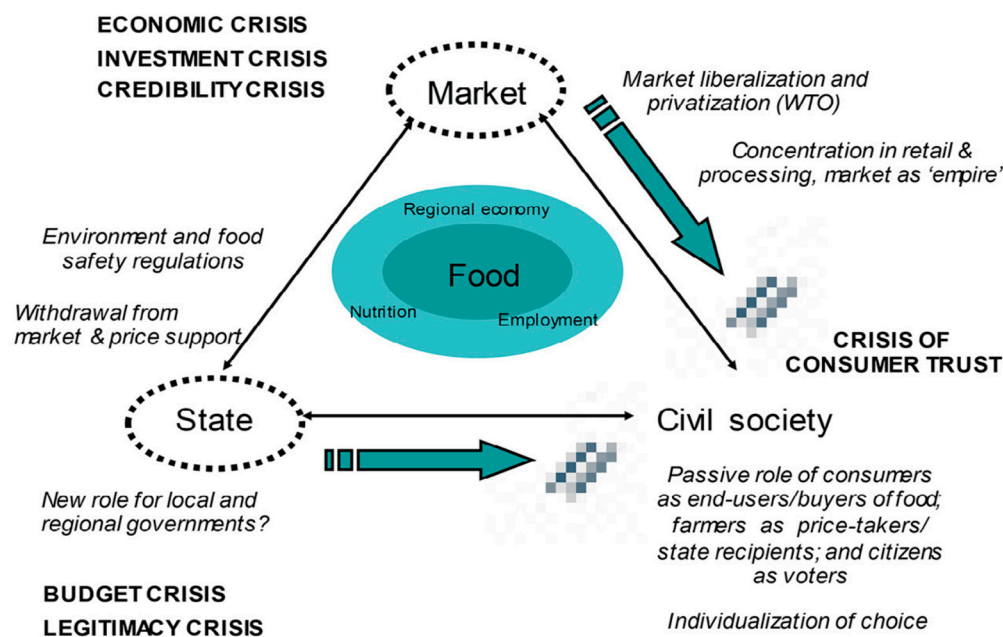 ECONOMIC CRISIS
INVESTMENT CRISIS
CREDIBILITY CRISIS
Market
Market liberalization and
privatization (WTO)
Concentration in retail &
processing, market as ‘empire’
Regional economy
Food
Nutrition
Employment
Environment and food
safety regulations
Withdrawal from
market & price support
CRISIS OF
CONSUMER TRUST
State
Civil society
New role for local and
regional governments?
Passive role of consumers
as end-users/buyers of food;
farmers as price-takers/
state recipients; and citizens
as voters
BUDGET CRISIS
LEGITIMACY CRISIS
Individualization of choice